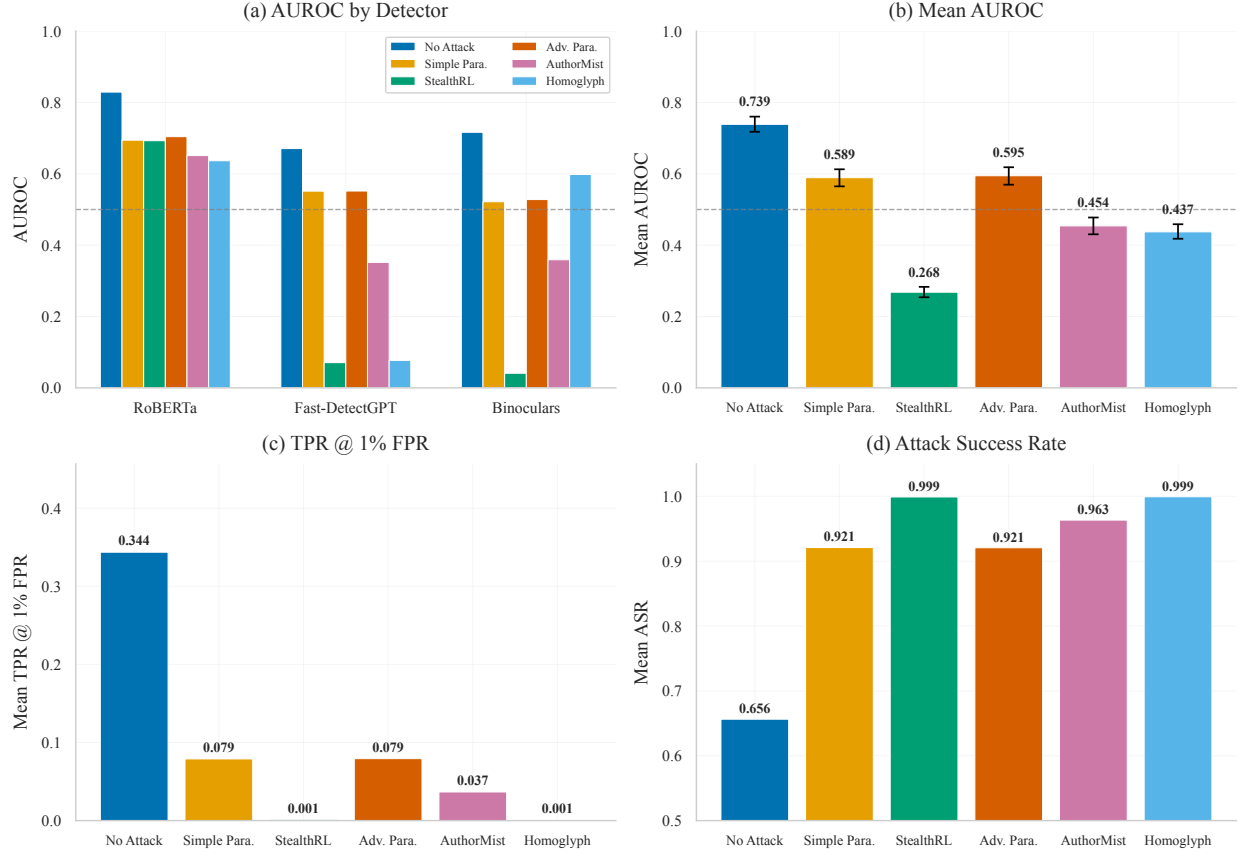 (a) AUROC by Detector
AUROC
1.0
0.8
0.6
0.4
0.2
0.0
No Attack
Simple Para.
StealthRL
Adv. Para.
AuthorMist
Homoglyph
RoBERTa
Fast-DetectGPT
Binoculars
(b) Mean AUROC
Mean AUROC
1.0
0.8
0.6
0.4
0.2
0.0
0.739
0.589
0.268
0.595
0.454
0.437
No Attack
Simple Para.
StealthRL
Adv. Para.
AuthorMist
Homoglyph
(c) TPR @ 1% FPR
Mean TPR @ 1% FPR
0.4
0.3
0.2
0.1
0.0
0.344
0.079
0.001
0.079
0.037
0.001
No Attack
Simple Para.
StealthRL
Adv. Para.
AuthorMist
Homoglyph
(d) Attack Success Rate
Mean ASR
1.0
0.9
0.8
0.7
0.6
0.5
0.656
0.921
0.999
0.921
0.963
0.999
No Attack
Simple Para.
StealthRL
Adv. Para.
AuthorMist
Homoglyph